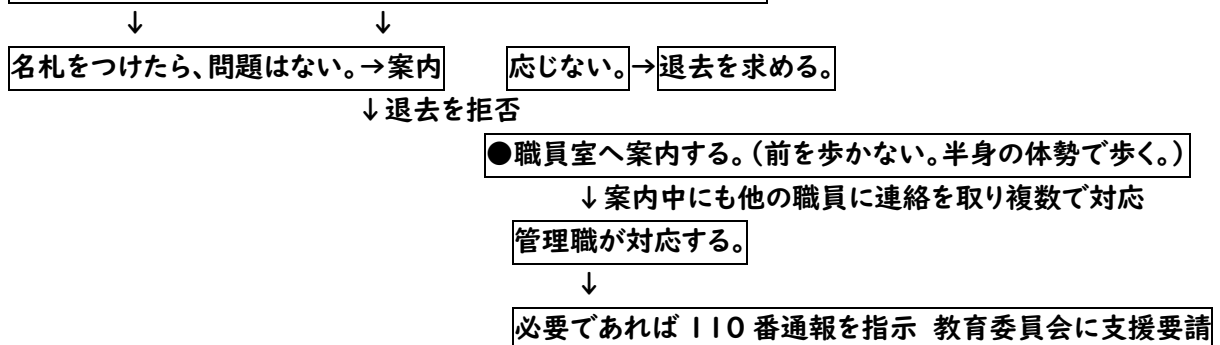 ↓ ↓
名札をつけたら、問題はない。→案内 応じない。→退去を求める。
↓退去を拒否
●職員室へ案内する。(前を歩かない。半身の体勢で歩く。)
↓案内中にも他の職員に連絡を取り複数で対応
管理職が対応する。
↓
必要であれば110番通報を指示 教育委員会に支援要請